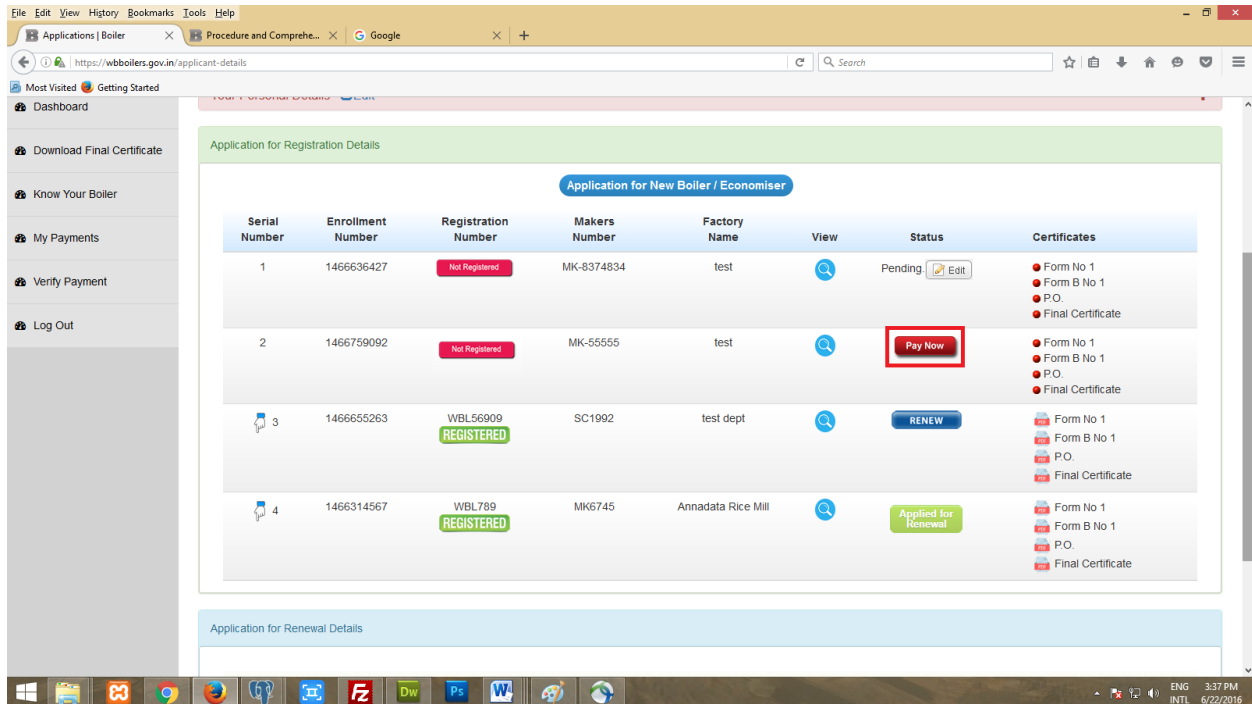 File Edit View History Bookmarks Tools Help
Applications | Boiler
Procedure and Comprehe...
Google
https://wbboilers.gov.in/applicant-details
Search
Most Visited Getting Started
Dashboard
Your Personal Details Edit
Download Final Certificate
Know Your Boiler
My Payments
Verify Payment
Log Out
Application for Registration Details
Application for New Boiler / Economiser
Serial Number Enrollment Number Registration Number Makers Number Factory Name View Status Certificates
1 1466636427 Not Registered MK-8374834 test Pending. Edit Form No 1
Form B No 1
P.O.
Final Certificate
2 1466759092 Not Registered MK-55555 test Pay Now Form No 1
Form B No 1
P.O.
Final Certificate
3 1466655263 WBL56909 SC1992 test dept RENEW Form No 1
REGISTERED Form B No 1
P.O.
Final Certificate
4 1466314567 WBL789 MK6745 Annadata Rice Mill Applied for Renewal Form No 1
REGISTERED Form B No 1
P.O.
Final Certificate
Application for Renewal Details
Fz Dw Ps W
ENG 3:37 PM
INTL 6/22/2016